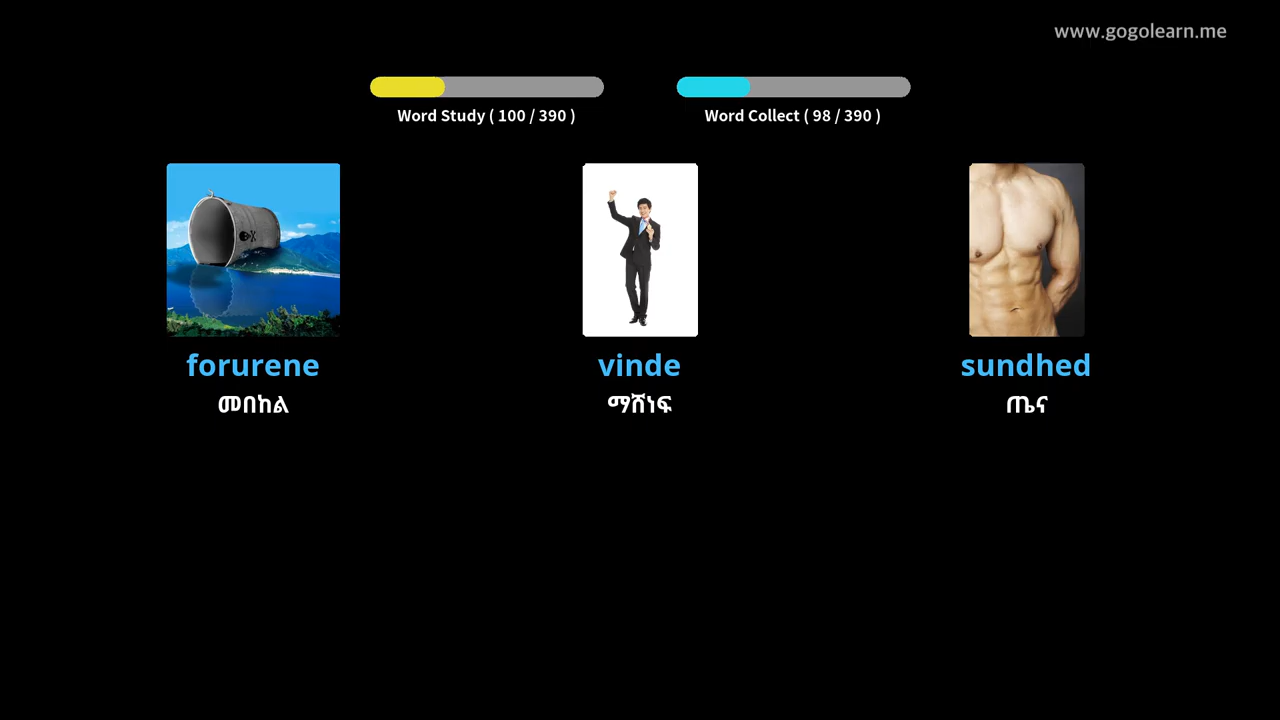 www.gogolearn.me
Word Study ( 100 / 390 )
Word Collect ( 98 / 390 )
forurene
vinde
sundhed
መበከል
ማሸነፍ
ጤና